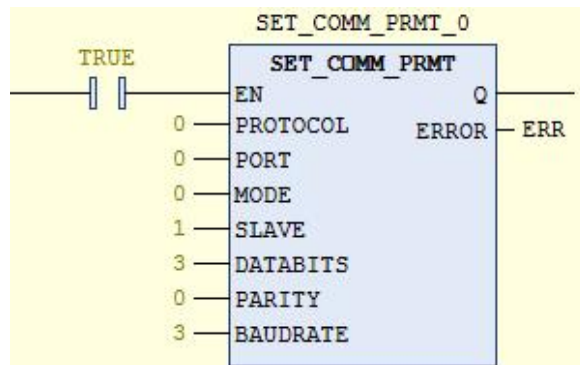 SET_COMM_PRMT_0
TRUE
SET_COMM_PRMT
EN Q
0 PROTOCOL ERROR ERR
0 PORT
0 MODE
1 SLAVE
3 DATABITS
0 PARITY
3 BAUDRATE